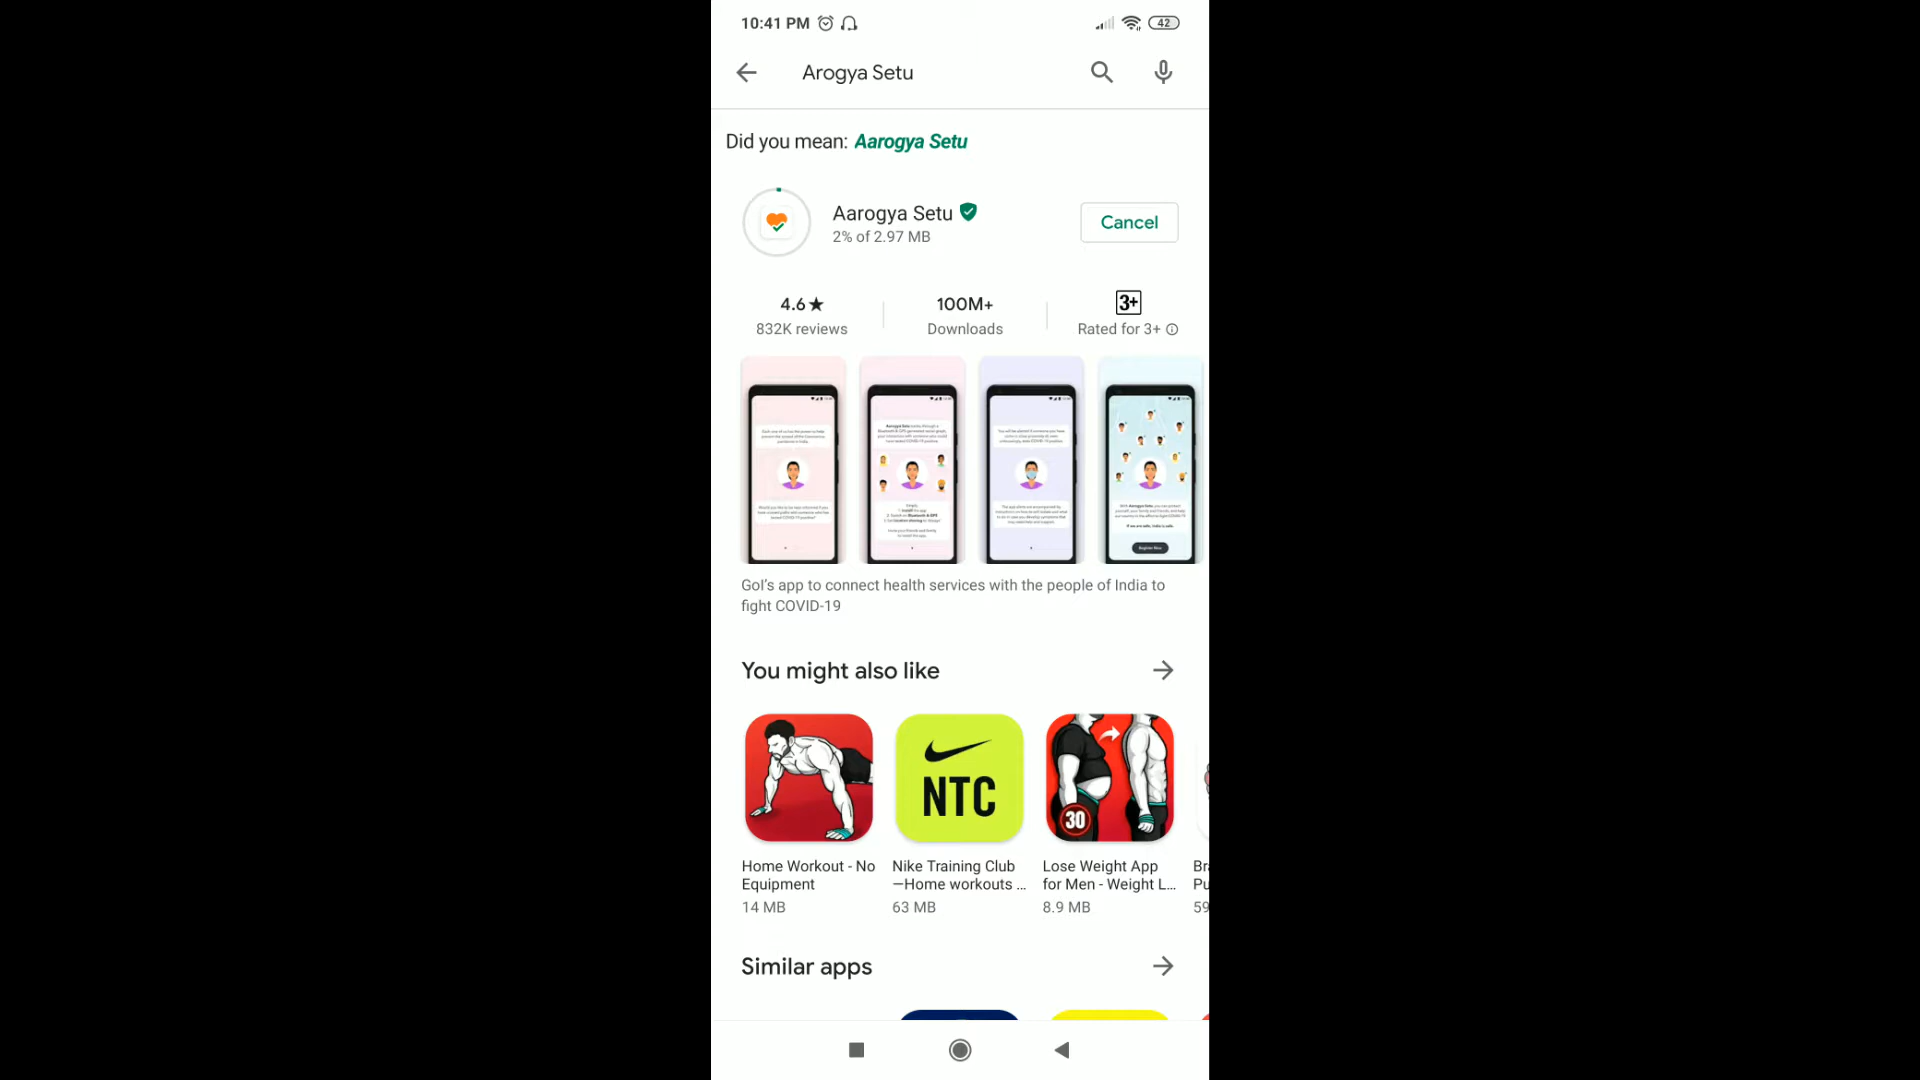 10:41 PM
42
Arogya Setu
Did you mean: Aarogya Setu
Aarogya Setu
2% of 2.97 MB
Cancel
4.6★
832K reviews
100M+
Downloads
3+
Rated for 3+
GoI's app to connect health services with the people of India to
fight COVID-19
You might also like
NTC
30
Home Workout - No
Equipment
14 MB
Nike Training Club
—Home workouts ...
63 MB
Lose Weight App
for Men - Weight L...
8.9 MB
Br
Pu
59
Similar apps